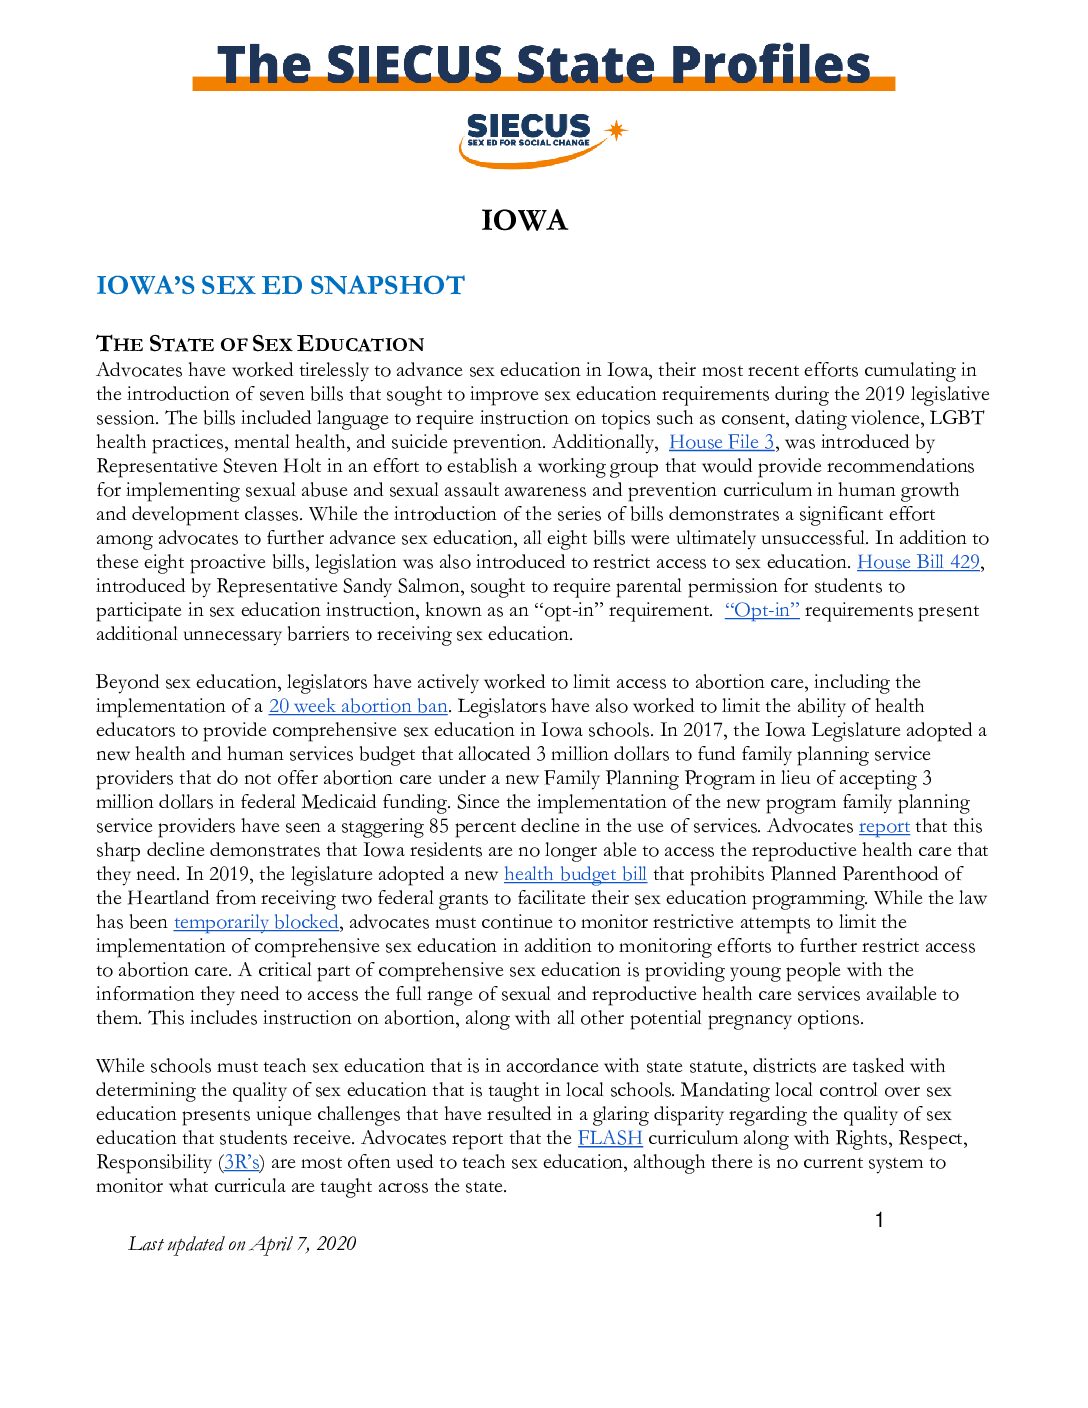 The SIECUS State Profiles
SIECUS
SEX ED FOR SOCIAL CHANGE
IOWA
IOWA’S SEX ED SNAPSHOT
THE STATE OF SEX EDUCATION
Advocates have worked tirelessly to advance sex education in Iowa, their most recent efforts cumulating in
the introduction of seven bills that sought to improve sex education requirements during the 2019 legislative
session. The bills included language to require instruction on topics such as consent, dating violence, LGBT
health practices, mental health, and suicide prevention. Additionally, House File 3, was introduced by
Representative Steven Holt in an effort to establish a working group that would provide recommendations
for implementing sexual abuse and sexual assault awareness and prevention curriculum in human growth
and development classes. While the introduction of the series of bills demonstrates a significant effort
among advocates to further advance sex education, all eight bills were ultimately unsuccessful. In addition to
these eight proactive bills, legislation was also introduced to restrict access to sex education. House Bill 429,
introduced by Representative Sandy Salmon, sought to require parental permission for students to
participate in sex education instruction, known as an “opt-in” requirement. “Opt-in” requirements present
additional unnecessary barriers to receiving sex education.
Beyond sex education, legislators have actively worked to limit access to abortion care, including the
implementation of a 20 week abortion ban. Legislators have also worked to limit the ability of health
educators to provide comprehensive sex education in Iowa schools. In 2017, the Iowa Legislature adopted a
new health and human services budget that allocated 3 million dollars to fund family planning service
providers that do not offer abortion care under a new Family Planning Program in lieu of accepting 3
million dollars in federal Medicaid funding. Since the implementation of the new program family planning
service providers have seen a staggering 85 percent decline in the use of services. Advocates report that this
sharp decline demonstrates that Iowa residents are no longer able to access the reproductive health care that
they need. In 2019, the legislature adopted a new health budget bill that prohibits Planned Parenthood of
the Heartland from receiving two federal grants to facilitate their sex education programming. While the law
has been temporarily blocked, advocates must continue to monitor restrictive attempts to limit the
implementation of comprehensive sex education in addition to monitoring efforts to further restrict access
to abortion care. A critical part of comprehensive sex education is providing young people with the
information they need to access the full range of sexual and reproductive health care services available to
them. This includes instruction on abortion, along with all other potential pregnancy options.
While schools must teach sex education that is in accordance with state statute, districts are tasked with
determining the quality of sex education that is taught in local schools. Mandating local control over sex
education presents unique challenges that have resulted in a glaring disparity regarding the quality of sex
education that students receive. Advocates report that the FLASH curriculum along with Rights, Respect,
Responsibility (3R’s) are most often used to teach sex education, although there is no current system to
monitor what curricula are taught across the state.
1
Last updated on April 7, 2020